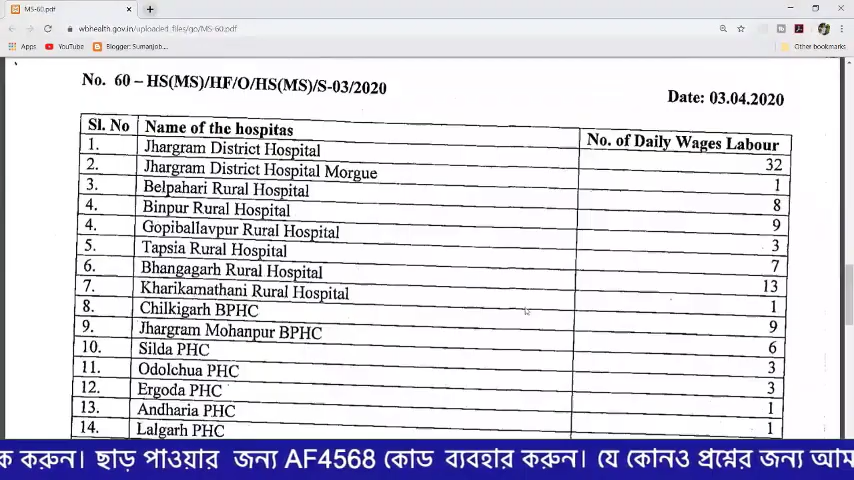 MS-60.pdf
wbhealth.gov.in/uploaded_files/go/MS-60.pdf
Apps YouTube Blogger: Sumanjob.... Other bookmarks
No. 60 – HS(MS)/HF/O/HS(MS)/S-03/2020
Date: 03.04.2020
Sl. No Name of the hospitas No. of Daily Wages Labour
1. Jhargram District Hospital 32
2. Jhargram District Hospital Morgue 1
3. Belpahari Rural Hospital 8
4. Binpur Rural Hospital 9
4. Gopiballavpur Rural Hospital 3
5. Tapsia Rural Hospital 7
6. Bhangagarh Rural Hospital 13
7. Kharikamathani Rural Hospital 1
8. Chilkigarh BPHC 9
9. Jhargram Mohanpur BPHC 6
10. Silda PHC 3
11. Odolchua PHC 3
12. Ergoda PHC 1
13. Andharia PHC 1
14. Lalgarh PHC
ক করুন। ছাড় পাওয়ার জন্য AF4568 কোড ব্যবহার করুন। যে কোনও প্রশ্নের জন্য আম